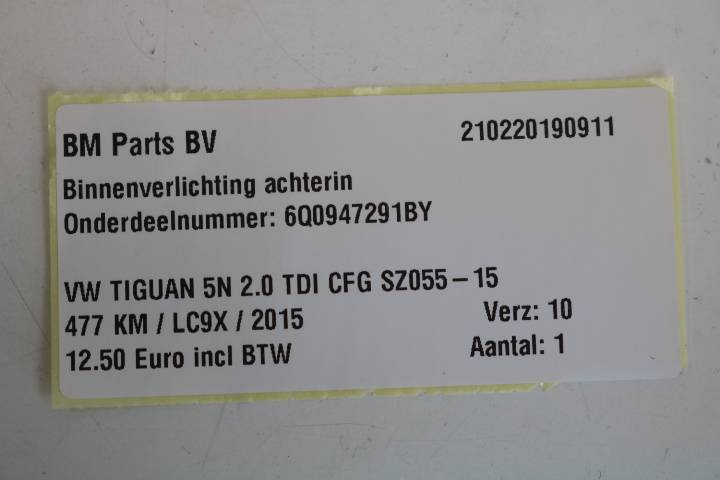 BM Parts BV 210220190911
Binnenverlichting achterin
Onderdeelnummer: 6Q0947291BY
VW TIGUAN 5N 2.0 TDI CFG SZ055-15
477 KM / LC9X / 2015 Verz: 10
12.50 Euro incl BTW Aantal: 1